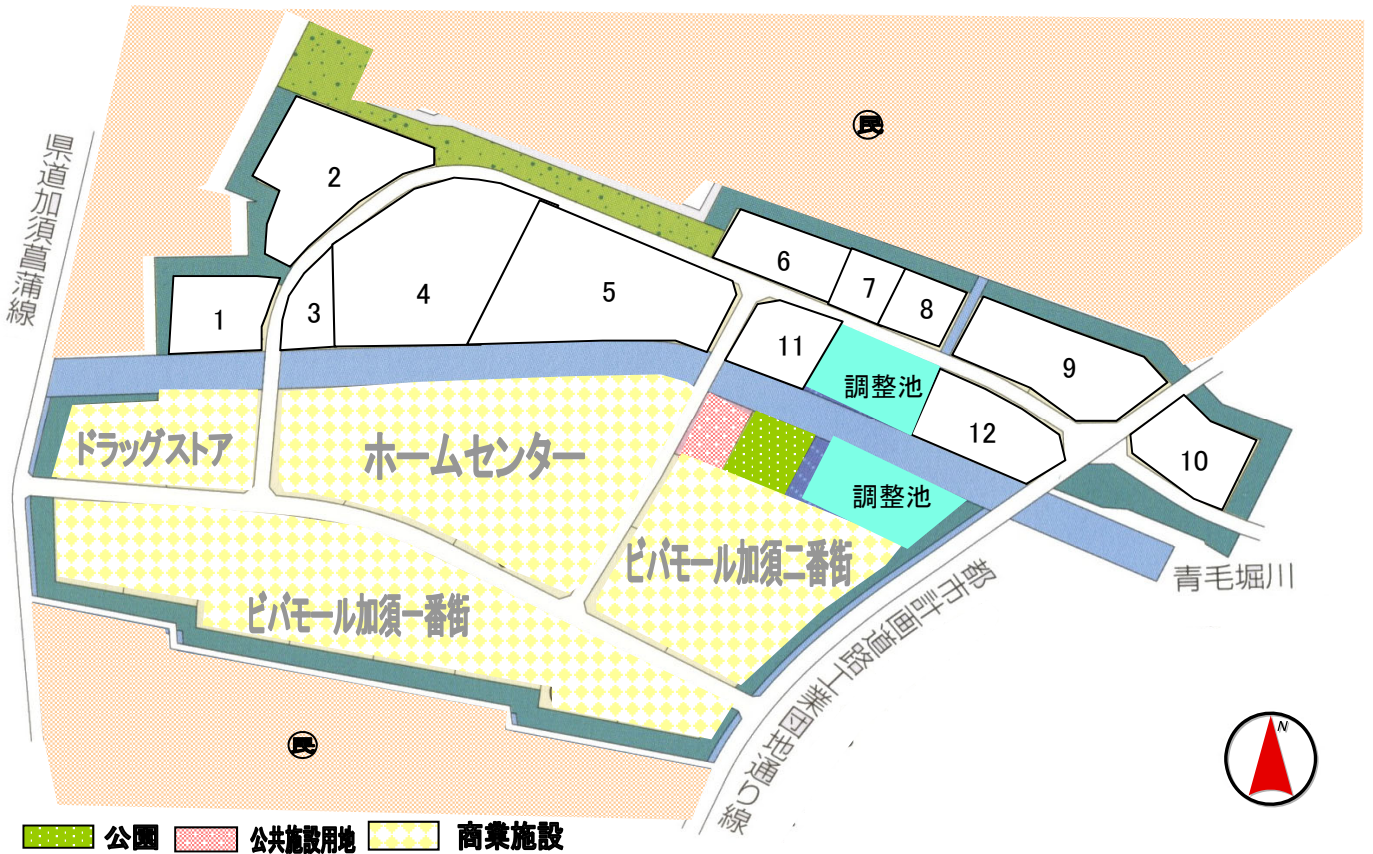 民
県道加須菖蒲線
2
6
7
8
1
3
4
5
11
9
調整池
12
10
ドラッグストア
ホームセンター
調整池
ビバモール加須二番街
青毛堀川
ビバモール加須一番街
都市計画道路工業団地通り線
民
N
公園
公共施設用地
商業施設